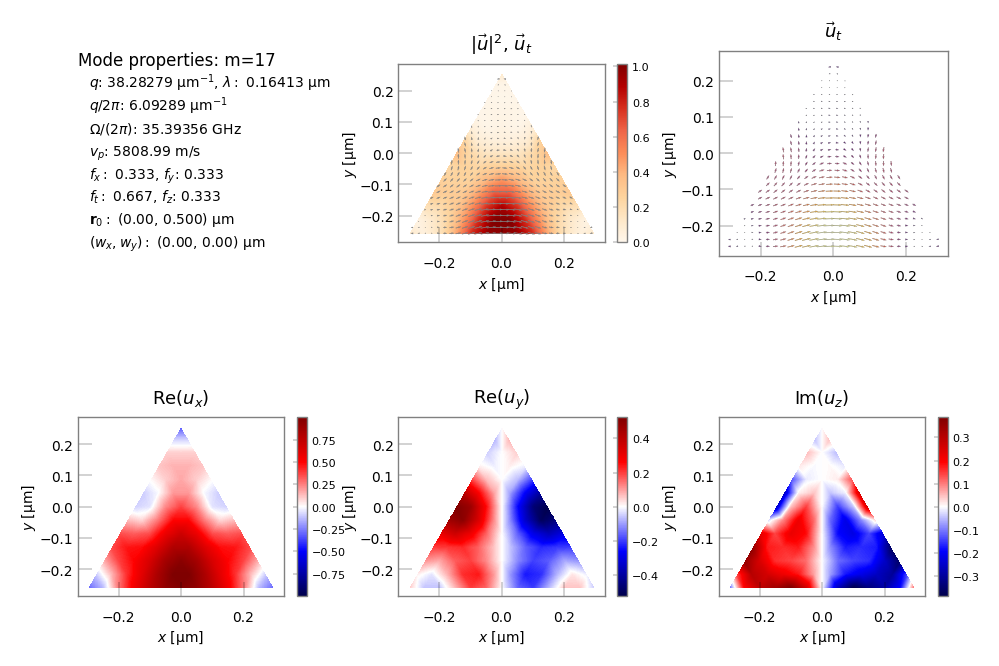 Mode properties: m=17
q: 38.28279 μm⁻¹, λ: 0.16413 μm
q/2π: 6.09289 μm⁻¹
Ω/(2π): 35.39356 GHz
v_p: 5808.99 m/s
f_x: 0.333, f_y: 0.333
f_t: 0.667, f_z: 0.333
r₀: (0.00, 0.500) μm
(w_x, w_y): (0.00, 0.00) μm
|u⃗|², u⃗_t
y [μm]
0.2
0.1
0.0
−0.1
−0.2
−0.2 0.0 0.2
x [μm]
1.0
0.8
0.6
0.4
0.2
0.0
u⃗_t
y [μm]
0.2
0.1
0.0
−0.1
−0.2
−0.2 0.0 0.2
x [μm]
Re(u_x)
y [μm]
0.2
0.1
0.0
−0.1
−0.2
−0.2 0.0 0.2
x [μm]
0.75
0.50
0.25
0.00
−0.25
−0.50
−0.75
Re(u_y)
y [μm]
0.2
0.1
0.0
−0.1
−0.2
−0.2 0.0 0.2
x [μm]
0.4
0.2
0.0
−0.2
−0.4
Im(u_z)
y [μm]
0.2
0.1
0.0
−0.1
−0.2
−0.2 0.0 0.2
x [μm]
0.3
0.2
0.1
0.0
−0.1
−0.2
−0.3